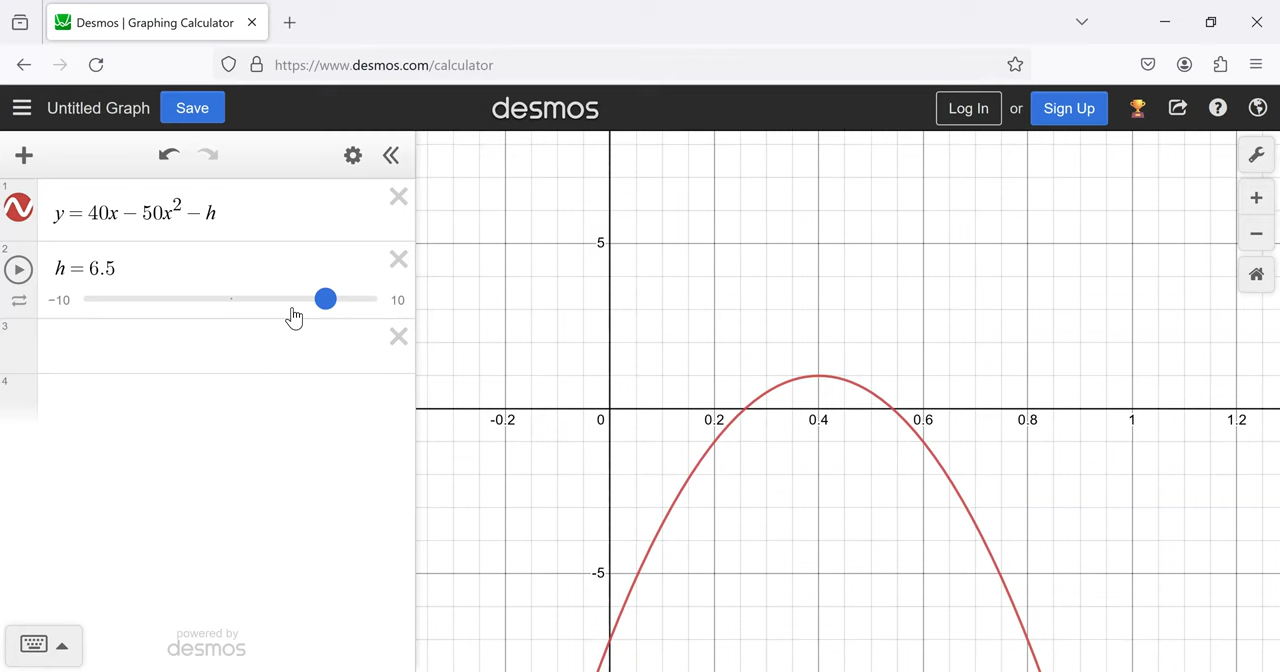 Desmos | Graphing Calculator
https://www.desmos.com/calculator
Untitled Graph Save desmos Log In or Sign Up
1
y = 40x − 50x² − h
2
h = 6.5
−10 10
3
4
5
-0.2 0 0.2 0.4 0.6 0.8 1 1.2
-5
powered by
desmos